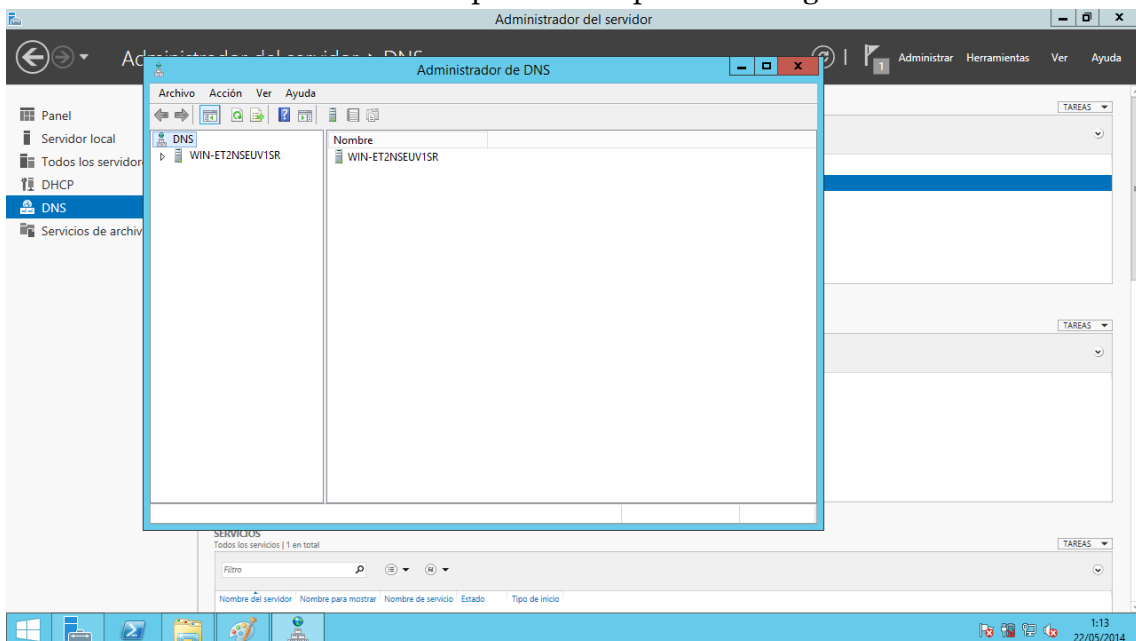 Administrador del servidor
DNS
Administrar Herramientas Ver Ayuda
1
Administrador de DNS
Archivo Acción Ver Ayuda
Panel
Servidor local
Todos los servidor
DHCP
DNS
Servicios de archiv
DNS
WIN-ET2NSEUV1SR
Nombre
WIN-ET2NSEUV1SR
TAREAS
TAREAS
SERVICIOS
Todos los servicios | 1 en total
TAREAS
Filtro
Nombre del servidor Nombre para mostrar Nombre de servicio Estado Tipo de inicio
1:13
22/05/2014